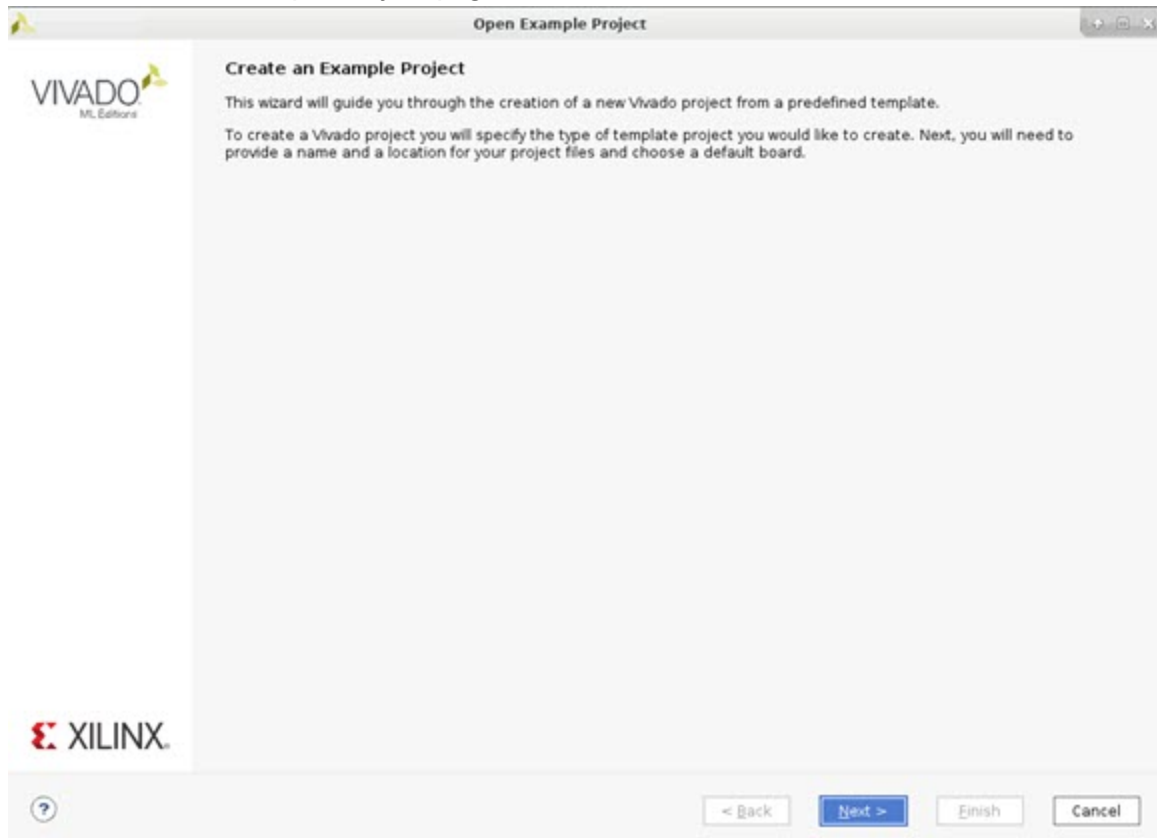 Open Example Project
VIVADO.
ML Editions
Create an Example Project
This wizard will guide you through the creation of a new Vivado project from a predefined template.
To create a Vivado project you will specify the type of template project you would like to create. Next, you will need to
provide a name and a location for your project files and choose a default board.
XILINX.
? < Back Next > Finish Cancel